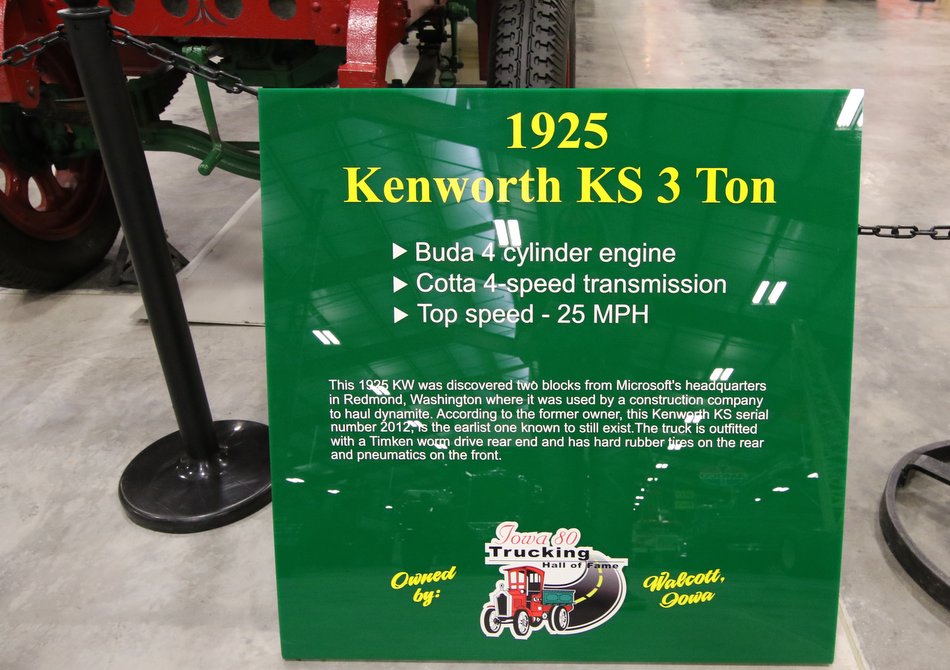 1925
Kenworth KS 3 Ton
Buda 4 cylinder engine
Cotta 4-speed transmission
Top speed - 25 MPH
This 1925 KW was discovered two blocks from Microsoft's headquarters
in Redmond, Washington where it was used by a construction company
to haul dynamite. According to the former owner, this Kenworth KS serial
number 2012, is the earlist one known to still exist.The truck is outfitted
with a Timken worm drive rear end and has hard rubber tires on the rear
and pneumatics on the front.
Owned
by:
Iowa 80
Trucking
Hall of Fame
Walcott,
Iowa